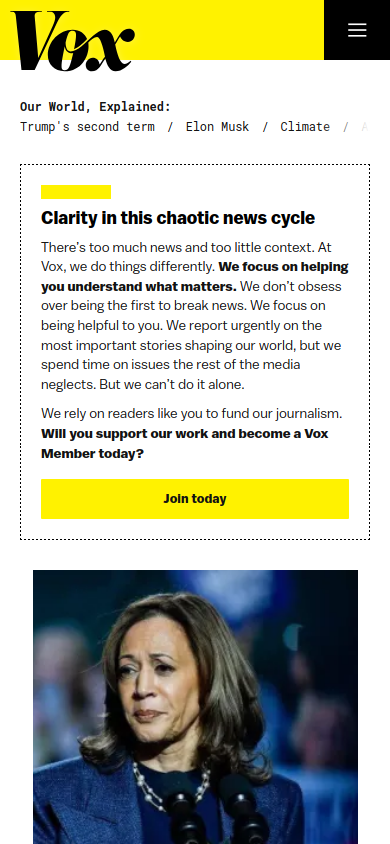 Vox
Our World, Explained:
Trump's second term / Elon Musk / Climate /
Clarity in this chaotic news cycle
There's too much news and too little context. At
Vox, we do things differently. We focus on helping
you understand what matters. We don't obsess
over being the first to break news. We focus on
being helpful to you. We report urgently on the
most important stories shaping our world, but we
spend time on issues the rest of the media
neglects. But we can't do it alone.
We rely on readers like you to fund our journalism.
Will you support our work and become a Vox
Member today?
Join today